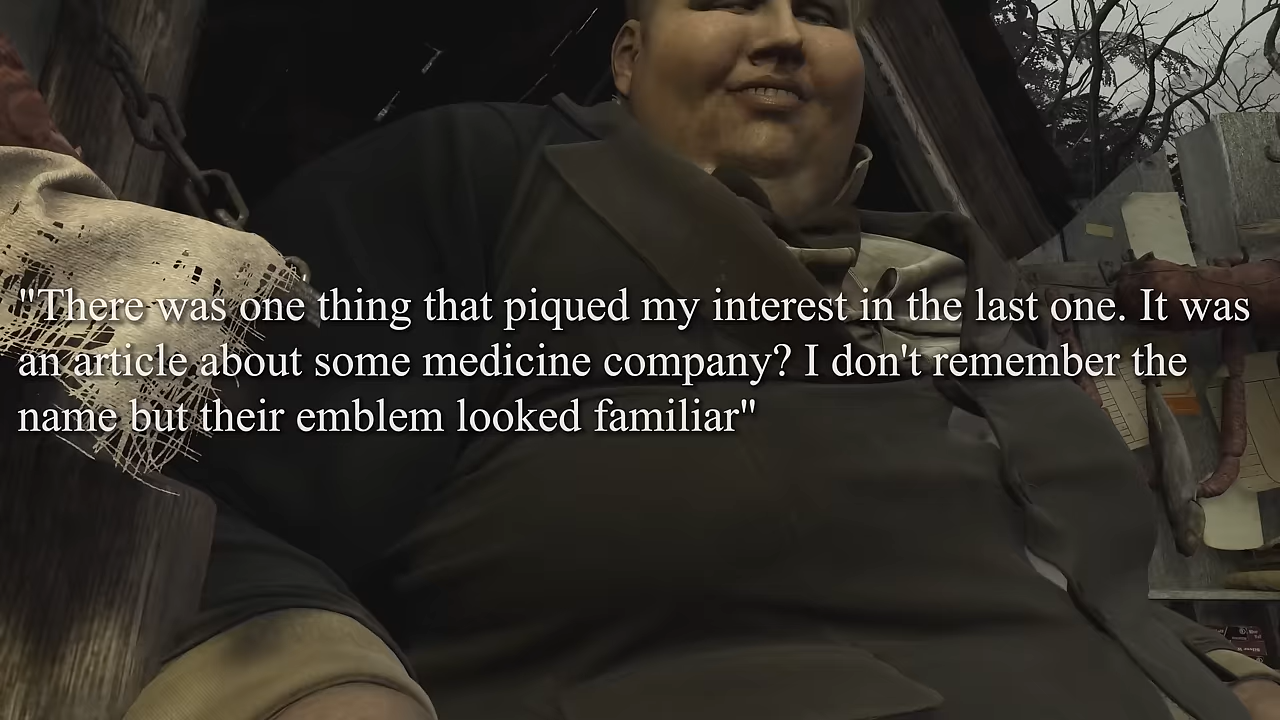 "There was one thing that piqued my interest in the last one. It was
an article about some medicine company? I don't remember the
name but their emblem looked familiar"